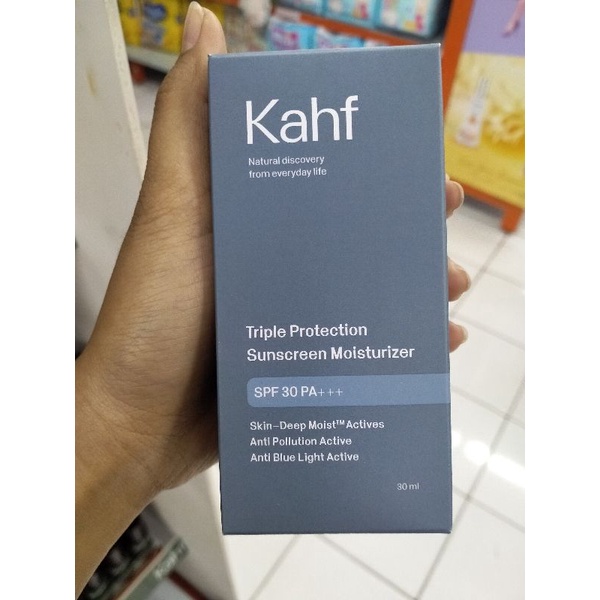 Kahf
Natural discovery
from everyday life
Triple Protection
Sunscreen Moisturizer
SPF 30 PA+++
Skin-Deep Moist™ Actives
Anti Pollution Active
Anti Blue Light Active
30 ml